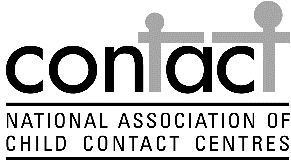 contact
NATIONAL ASSOCIATION OF
CHILD CONTACT CENTRES